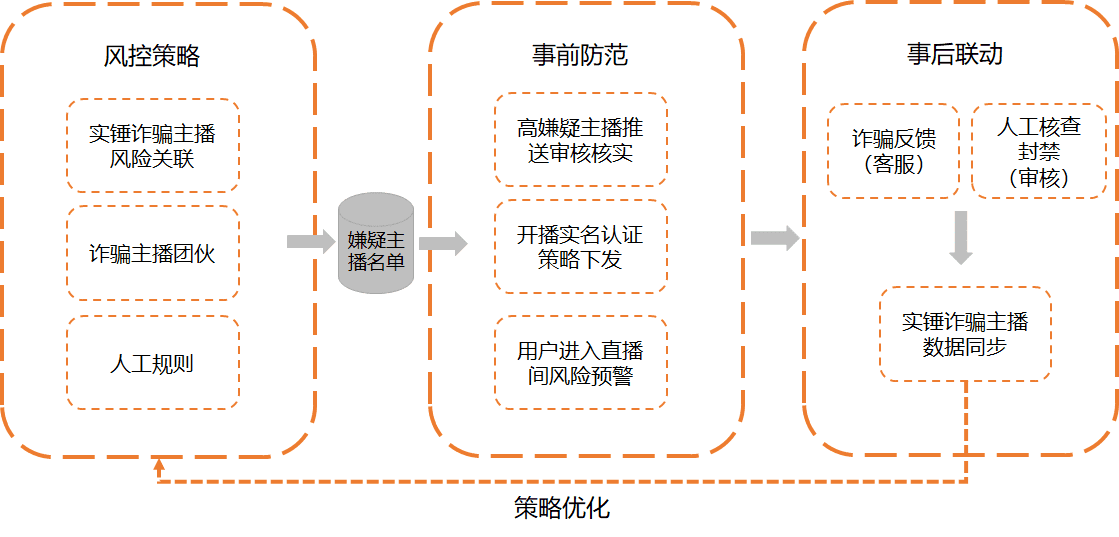 风控策略
实锤诈骗主播
风险关联
诈骗主播团伙
人工规则
嫌疑主
播名单
事前防范
高嫌疑主播推
送审核核实
开播实名认证
策略下发
用户进入直播
间风险预警
事后联动
诈骗反馈
（客服）
人工核查
封禁
（审核）
实锤诈骗主播
数据同步
策略优化